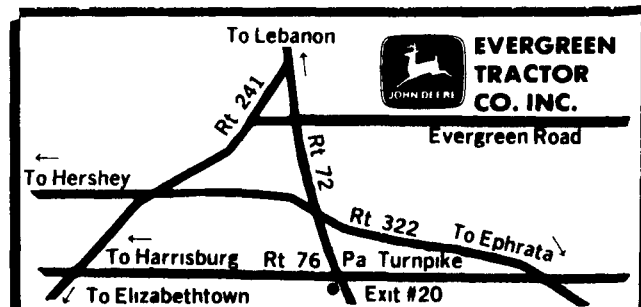 To Lebanon
EVERGREEN
TRACTOR
CO. INC.
JOHN DEERE
Rt 241
Evergreen Road
Rt 72
To Hershey
Rt 322
To Ephrata
To Harrisburg Rt 76 Pa Turnpike
To Elizabethtown
Exit #20